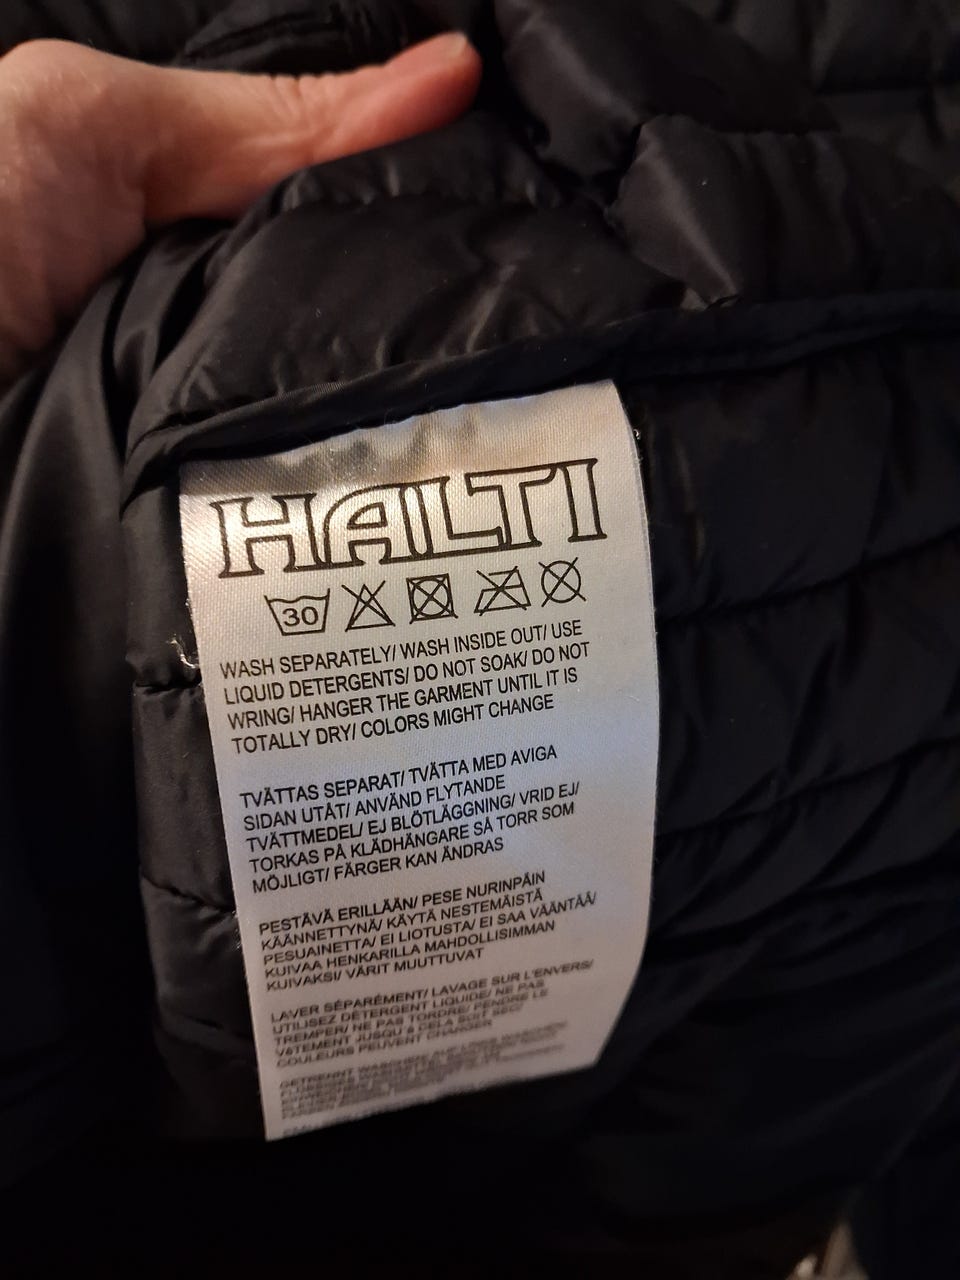 HALTI
30
WASH SEPARATELY/ WASH INSIDE OUT/ USE
LIQUID DETERGENTS/ DO NOT SOAK/ DO NOT
WRING/ HANGER THE GARMENT UNTIL IT IS
TOTALLY DRY/ COLORS MIGHT CHANGE
TVÄTTAS SEPARAT/ TVÄTTA MED AVIGA
SIDAN UTÅT/ ANVÄND FLYTANDE
TVÄTTMEDEL/ EJ BLÖTLÄGGNING/ VRID EJ/
TORKAS PÅ KLÄDHÄNGARE SÅ TORR SOM
MÖJLIGT/ FÄRGER KAN ÄNDRAS
PESTÄVÄ ERILLÄÄN/ PESE NURINPÄIN
KÄÄNNETTYNÄ/ KÄYTÄ NESTEMÄISTÄ
PESUAINETTA/ EI LIOTUSTA/ EI SAA VÄÄNTÄÄ/
KUIVAA HENKARILLA MAHDOLLISIMMAN
KUIVAKSI/ VÄRIT MUUTTUVAT
LAVER SÉPARÉMENT/ LAVAGE SUR L'ENVERS/
UTILISEZ DÉTERGENT LIQUIDE/ NE PAS
TREMPER/ NE PAS TORDRE/ PENDRE LE
VÊTEMENT JUSQU'À CELA SOIT SEC/
COULEURS PEUVENT CHANGER
GETRENNT WASCHEN/